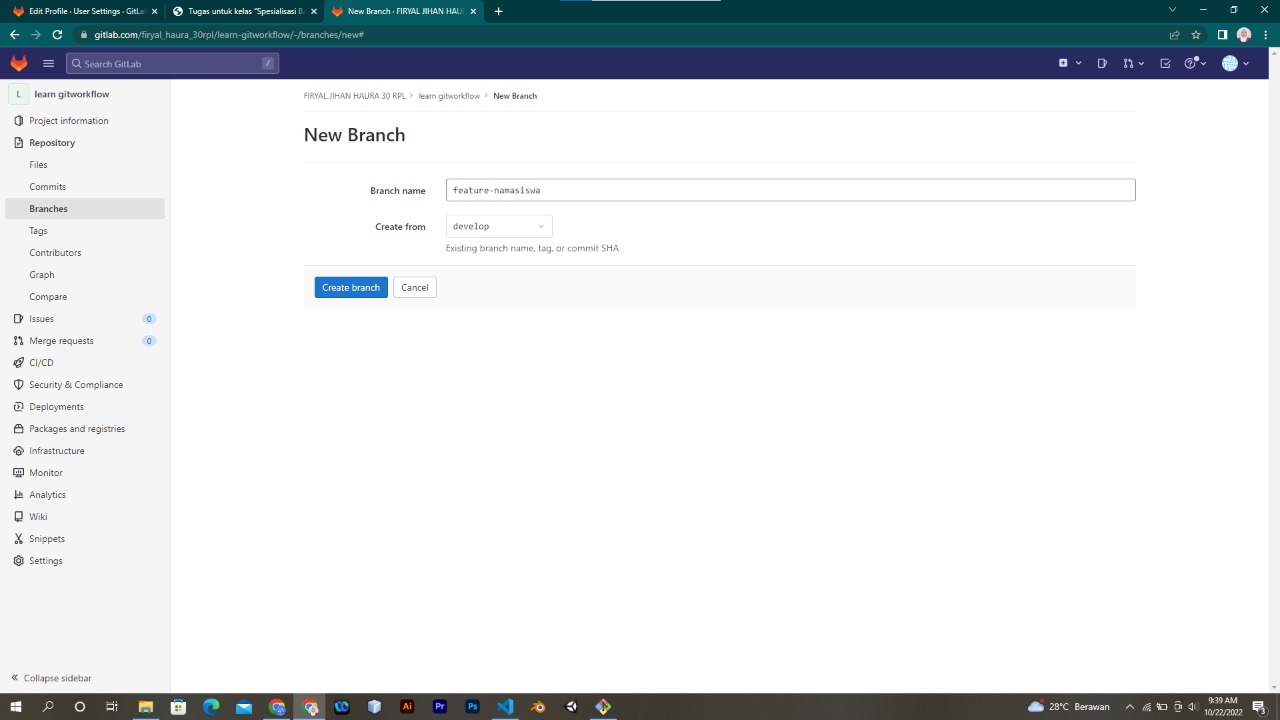 Edit Profile · User Settings · GitLa
Tugas untuk kelas "Spesialisasi Ba
New Branch · FIRYAL JIHAN HAU
gitlab.com/firyal_haura_30rpl/learn-gitworkflow/-/branches/new#
Search GitLab
/
L learn gitworkflow
Project information
Repository
Files
Commits
Branches
Tags
Contributors
Graph
Compare
Issues 0
Merge requests 0
CI/CD
Security & Compliance
Deployments
Packages and registries
Infrastructure
Monitor
Analytics
Wiki
Snippets
Settings
Collapse sidebar
FIRYAL JIHAN HAURA 30 RPL > learn gitworkflow > New Branch
New Branch
Branch name feature-namasiswa
Create from develop
Existing branch name, tag, or commit SHA
Create branch Cancel
Ai
Pr
Ps
28°C Berawan
9:39 AM
10/22/2022